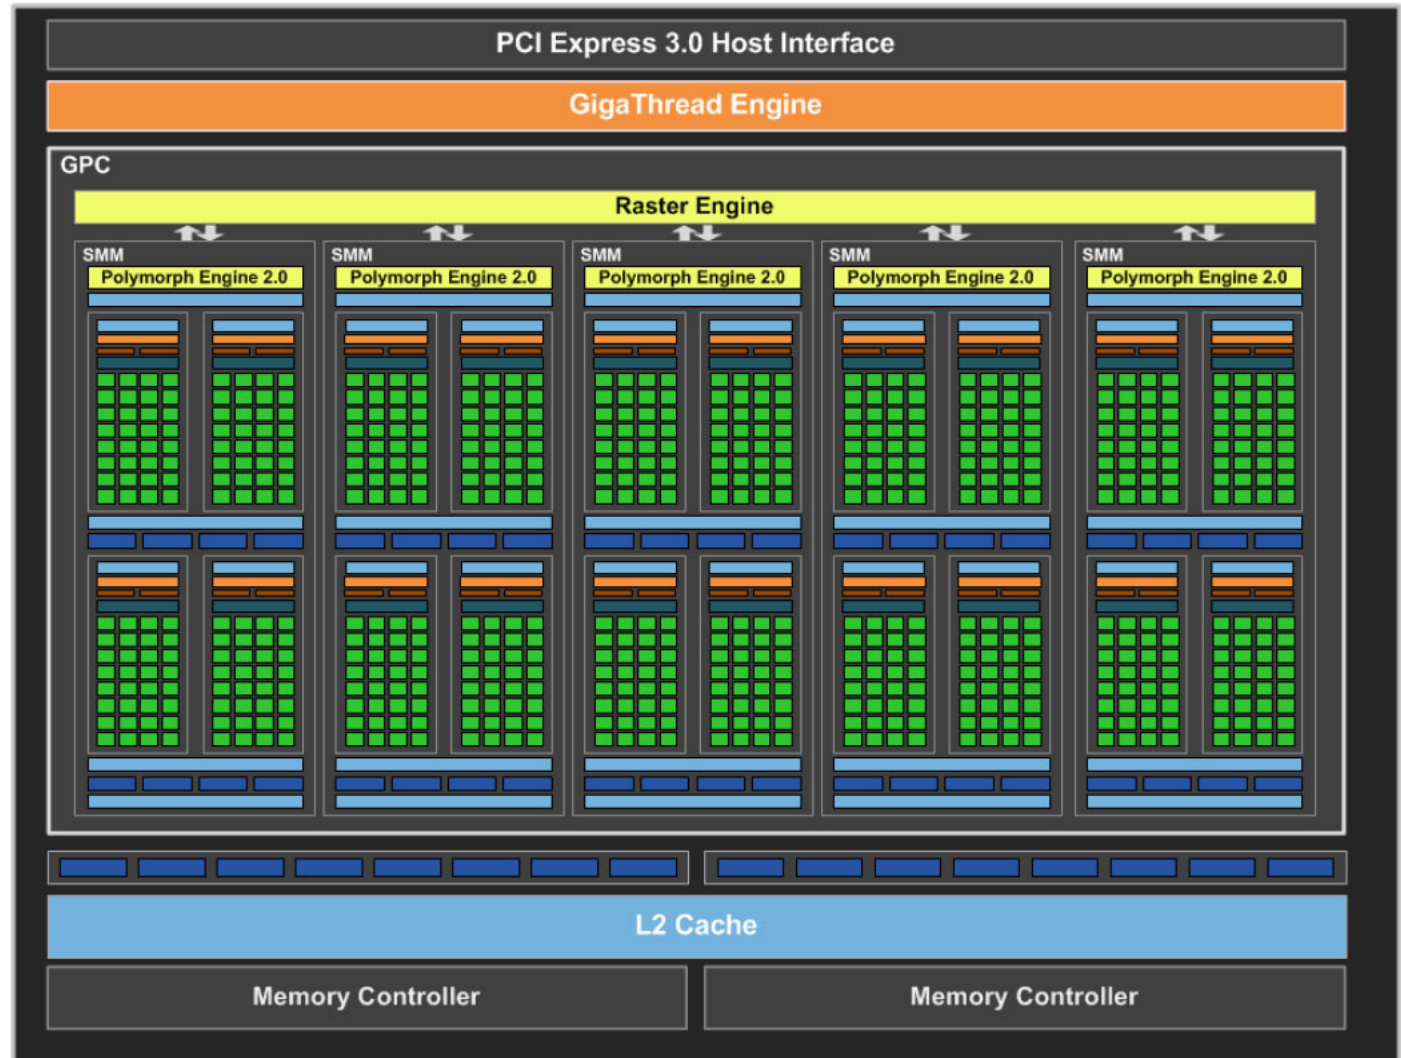 PCI Express 3.0 Host Interface
GigaThread Engine
GPC
Raster Engine
SMM
SMM
SMM
SMM
SMM
Polymorph Engine 2.0
Polymorph Engine 2.0
Polymorph Engine 2.0
Polymorph Engine 2.0
Polymorph Engine 2.0
L2 Cache
Memory Controller
Memory Controller